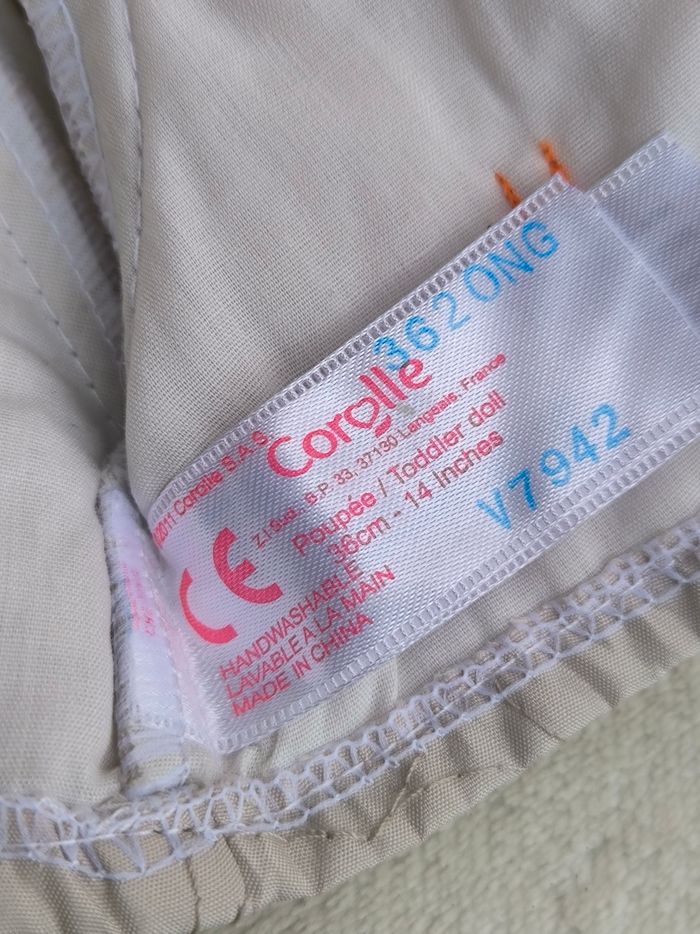 3620NG
©2011 Corolle S.A.S
Corolle
Z.I Sud., B.P. 33, 37130 Langeais, France
Poupée / Toddler doll
36cm - 14 Inches
V7942
CE
HANDWASHABLE
LAVABLE A LA MAIN
MADE IN CHINA